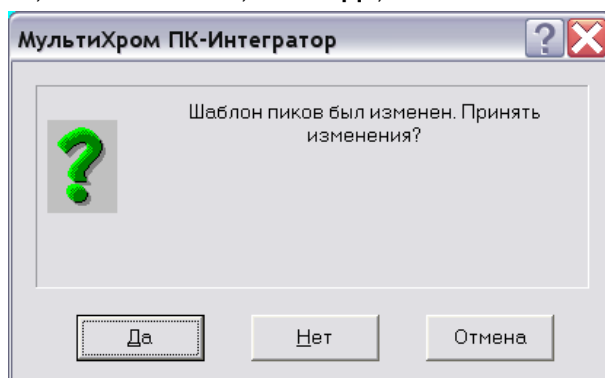 МультиХром ПК-Интегратор
Шаблон пиков был изменен. Принять
изменения?
Да
Нет
Отмена